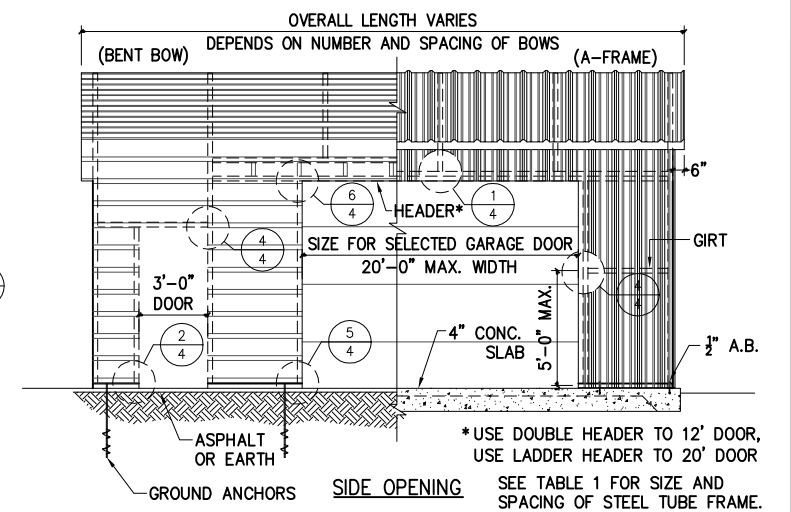 OVERALL LENGTH VARIES
DEPENDS ON NUMBER AND SPACING OF BOWS
(BENT BOW)
(A-FRAME)
6"
6
4
HEADER*
1
4
4
4
SIZE FOR SELECTED GARAGE DOOR
20'-0" MAX. WIDTH
GIRT
4
4
3'-0"
DOOR
5'-0" MAX.
2
4
5
4
4" CONC.
SLAB
½" A.B.
ASPHALT
OR EARTH
GROUND ANCHORS
* USE DOUBLE HEADER TO 12' DOOR,
USE LADDER HEADER TO 20' DOOR
SIDE OPENING
SEE TABLE 1 FOR SIZE AND
SPACING OF STEEL TUBE FRAME.